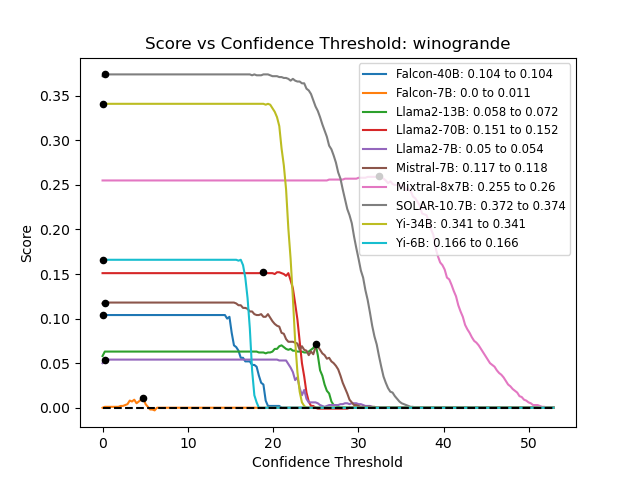 Score vs Confidence Threshold: winogrande
Falcon-40B: 0.104 to 0.104
Falcon-7B: 0.0 to 0.011
Llama2-13B: 0.058 to 0.072
Llama2-70B: 0.151 to 0.152
Llama2-7B: 0.05 to 0.054
Mistral-7B: 0.117 to 0.118
Mixtral-8x7B: 0.255 to 0.26
SOLAR-10.7B: 0.372 to 0.374
Yi-34B: 0.341 to 0.341
Yi-6B: 0.166 to 0.166
Score
0.35
0.30
0.25
0.20
0.15
0.10
0.05
0.00
0 10 20 30 40 50
Confidence Threshold